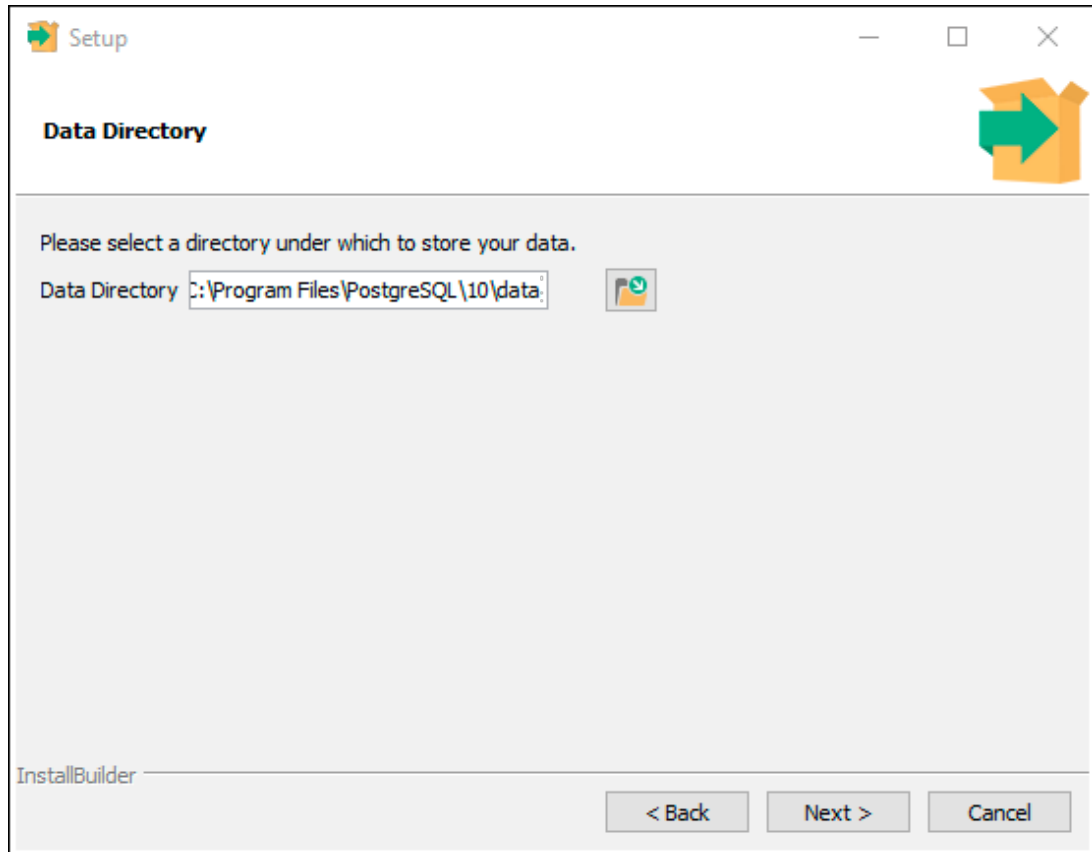 Setup
Data Directory
Please select a directory under which to store your data.
Data Directory C:\Program Files\PostgreSQL\10\data
InstallBuilder
< Back Next > Cancel